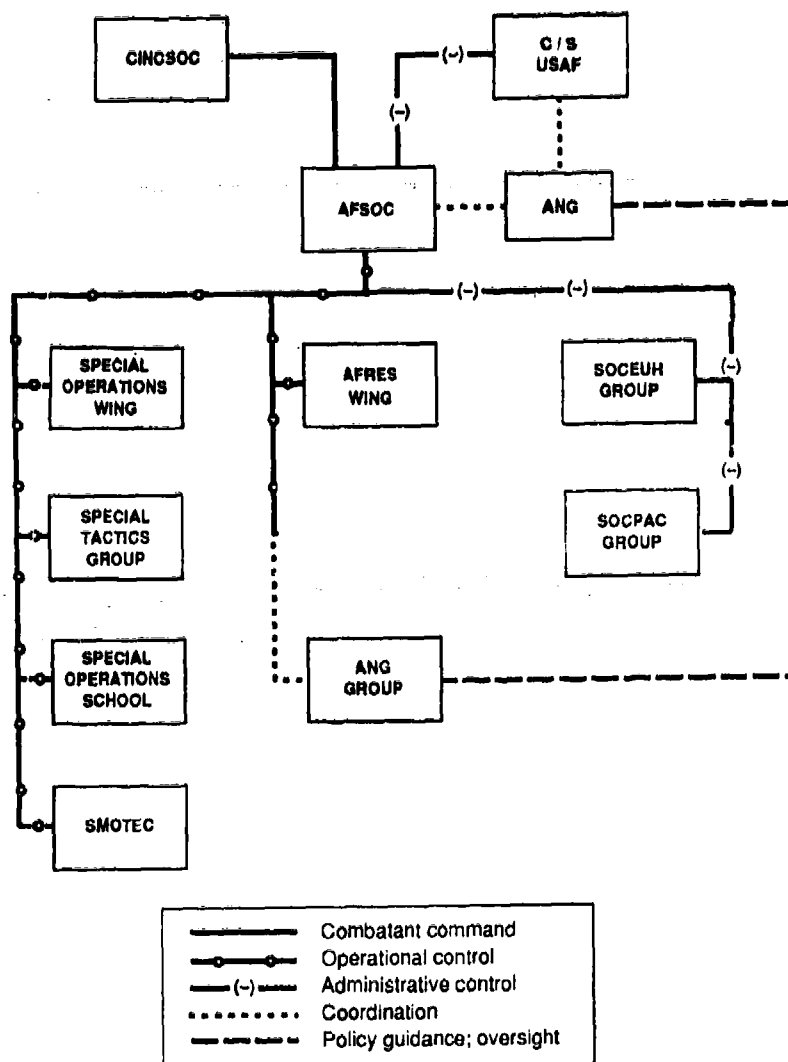 CINCSOC
C / S
USAF
(-)
(-)
AFSOC
ANG
(-)
(-)
SPECIAL
OPERATIONS
WING
AFRES
WING
SOCEUH
GROUP
(-)
SPECIAL
TACTICS
GROUP
SOCPAC
GROUP
(-)
SPECIAL
OPERATIONS
SCHOOL
ANG
GROUP
SMOTEC
Combatant command
Operational control
(-) Administrative control
Coordination
Policy guidance; oversight